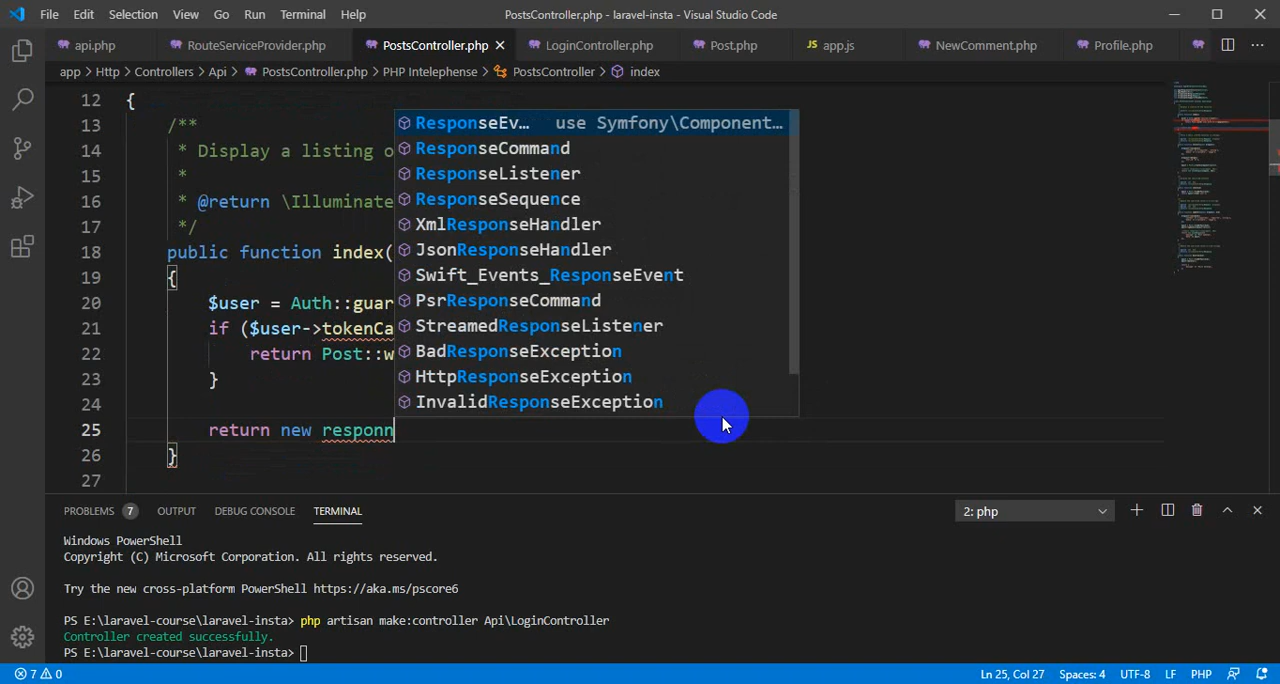 File Edit Selection View Go Run Terminal Help PostsController.php - laravel-insta - Visual Studio Code
api.php RouteServiceProvider.php PostsController.php LoginController.php Post.php JS app.js NewComment.php Profile.php
app > Http > Controllers > Api > PostsController.php > PHP Intelephense > PostsController > index
12 {
13 /**
14 * Display a listing o
15 *
16 * @return \Illuminate
17 */
18 public function index(
19 {
20 $user = Auth::guar
21 if ($user->tokenCa
22 return Post::w
23 }
24
25 return new responn
26 }
27
ResponseEv… use Symfony\Component…
ResponseCommand
ResponseListener
ResponseSequence
XmlResponseHandler
JsonResponseHandler
Swift_Events_ResponseEvent
PsrResponseCommand
StreamedResponseListener
BadResponseException
HttpResponseException
InvalidResponseException
PROBLEMS 7 OUTPUT DEBUG CONSOLE TERMINAL 2: php
Windows PowerShell
Copyright (C) Microsoft Corporation. All rights reserved.
Try the new cross-platform PowerShell https://aka.ms/pscore6
PS E:\laravel-course\laravel-insta> php artisan make:controller Api\LoginController
Controller created successfully.
PS E:\laravel-course\laravel-insta>
7 0 Ln 25, Col 27 Spaces: 4 UTF-8 LF PHP